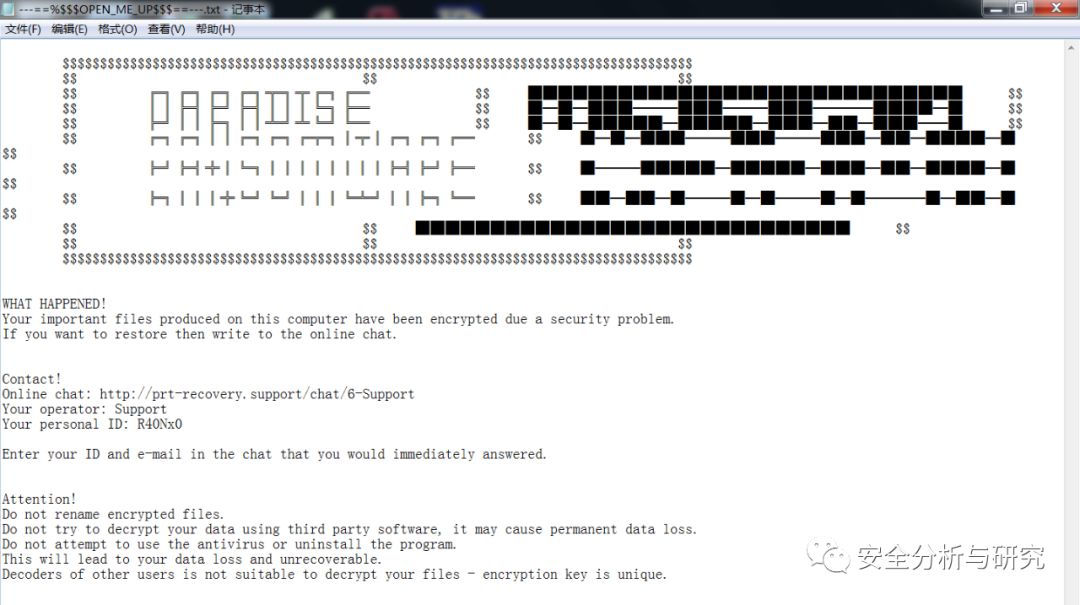 ---==%$$$OPEN_ME_UP$$$==---.txt - 记事本
文件(F) 编辑(E) 格式(O) 查看(V) 帮助(H)
PARADISE
WHAT HAPPENED!
Your important files produced on this computer have been encrypted due a security problem.
If you want to restore then write to the online chat.
Contact!
Online chat: http://prt-recovery.support/chat/6-Support
Your operator: Support
Your personal ID: R40Nx0
Enter your ID and e-mail in the chat that you would immediately answered.
Attention!
Do not rename encrypted files.
Do not try to decrypt your data using third party software, it may cause permanent data loss.
Do not attempt to use the antivirus or uninstall the program.
This will lead to your data loss and unrecoverable.
Decoders of other users is not suitable to decrypt your files - encryption key is unique.
安全分析与研究